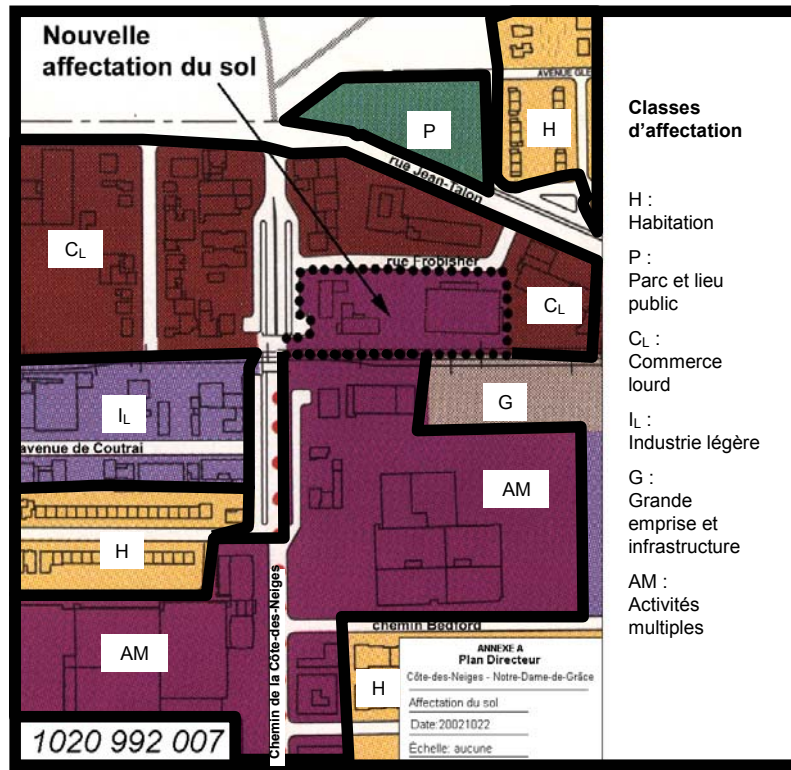 Nouvelle
affectation du sol
AVENUE GLE
P
H
rue Jean-Talon
CL
rue Frobisher
CL
IL
G
avenue de Coutrai
AM
H
Chemin de la Côte-des-Neiges
chemin Bedford
AM
H
ANNEXE A
Plan Directeur
Côte-des-Neiges - Notre-Dame-de-Grâce
Affectation du sol
Date:20021022
Échelle: aucune
1020 992 007
Classes
d'affectation
H :
Habitation
P :
Parc et lieu
public
CL :
Commerce
lourd
IL :
Industrie légère
G :
Grande
emprise et
infrastructure
AM :
Activités
multiples